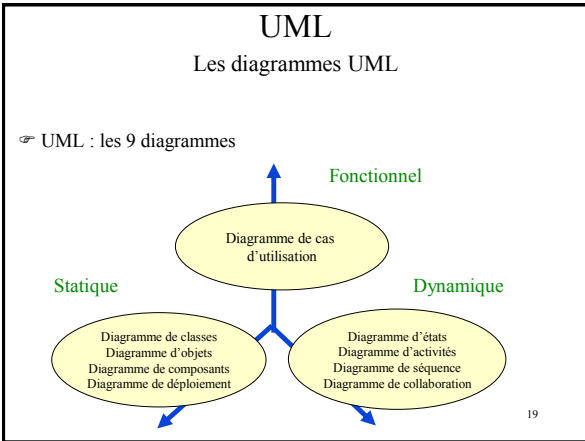 UML
Les diagrammes UML
☞ UML : les 9 diagrammes
Fonctionnel
Diagramme de cas
d’utilisation
Statique
Dynamique
Diagramme de classes
Diagramme d’objets
Diagramme de composants
Diagramme de déploiement
Diagramme d’états
Diagramme d’activités
Diagramme de séquence
Diagramme de collaboration
19